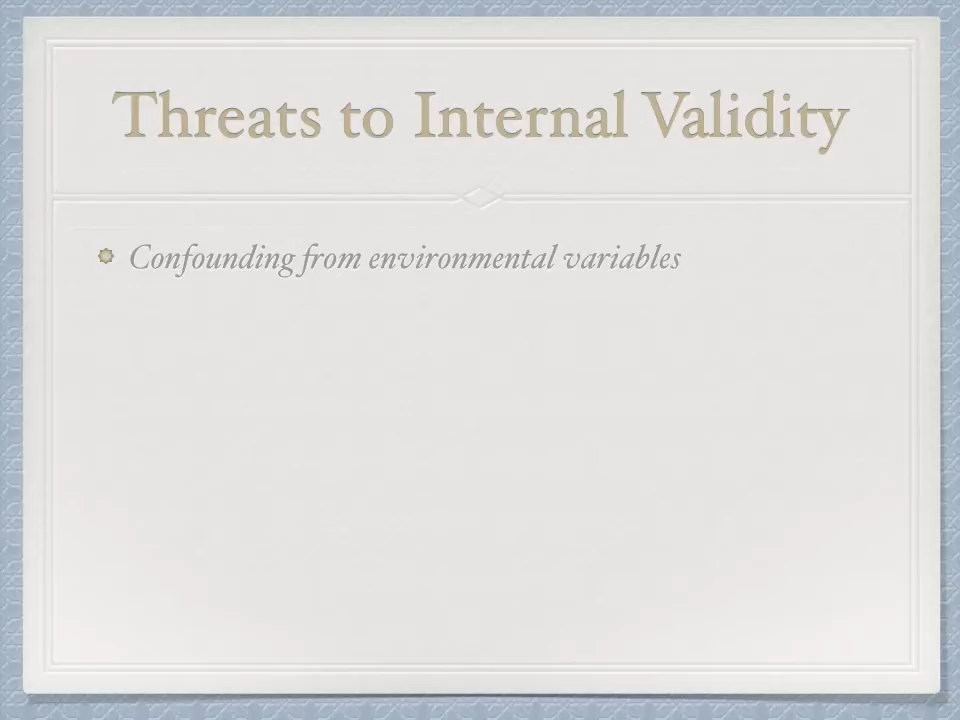 Threats to Internal Validity
Confounding from environmental variables